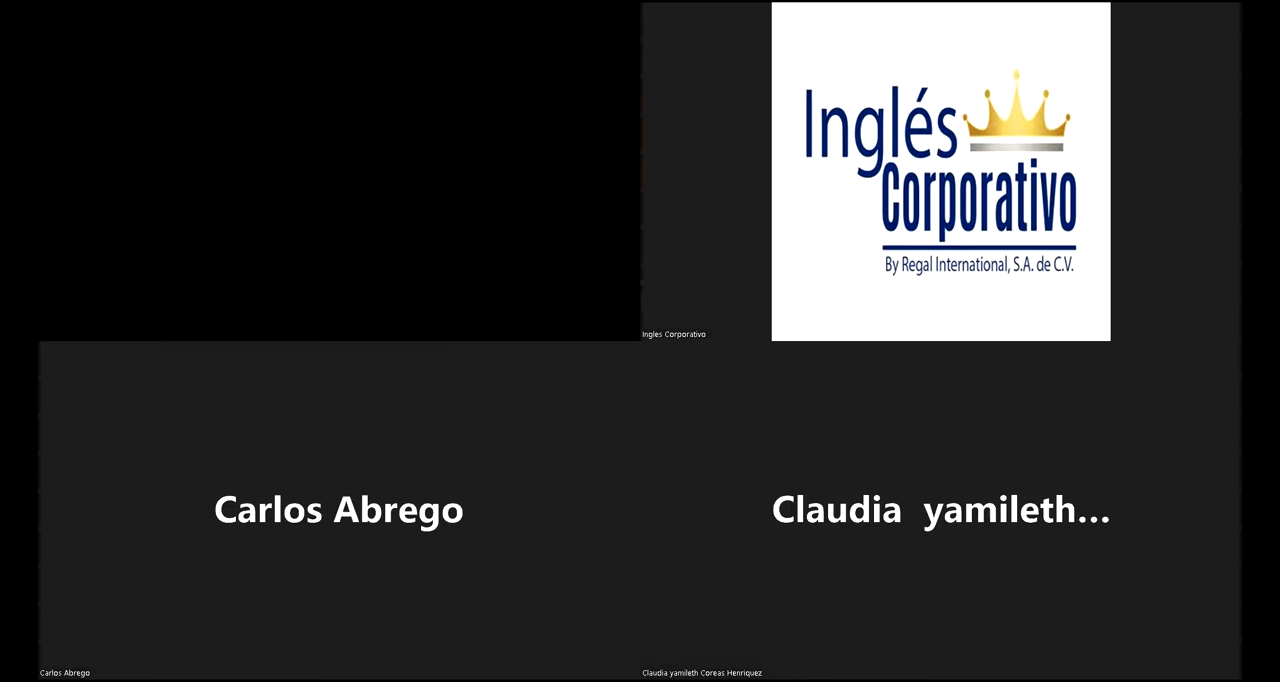 Inglés
Corporativo
By Regal International, S.A. de C.V.
Ingles Corporativo
Carlos Abrego
Claudia yamileth...
Carlos Abrego
Claudia yamileth Coreas Henriquez